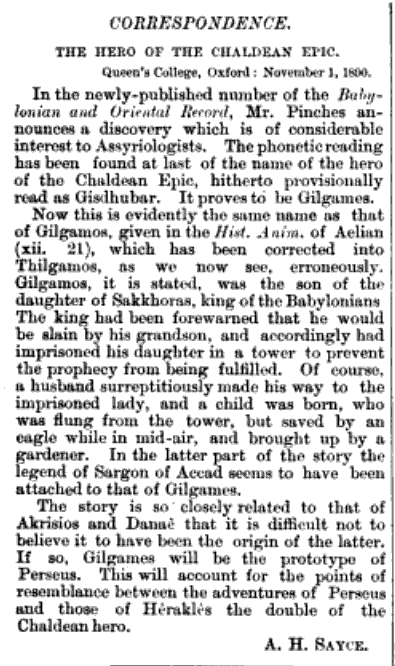 CORRESPONDENCE.
THE HERO OF THE CHALDEAN EPIC.
Queen's College, Oxford: November 1, 1890.
In the newly-published number of the Baby-
lonian and Oriental Record, Mr. Pinches an-
nounces a discovery which is of considerable
interest to Assyriologists. The phonetic reading
has been found at last of the name of the hero
of the Chaldean Epic, hitherto provisionally
read as Gisdhubar. It proves to be Gilgames.
Now this is evidently the same name as that
of Gilgamos, given in the Hist. Anim. of Aelian
(xii. 21), which has been corrected into
Thilgamos, as we now see, erroneously.
Gilgamos, it is stated, was the son of the
daughter of Sakkhoras, king of the Babylonians
The king had been forewarned that he would
be slain by his grandson, and accordingly had
imprisoned his daughter in a tower to prevent
the prophecy from being fulfilled. Of course,
a husband surreptitiously made his way to the
imprisoned lady, and a child was born, who
was flung from the tower, but saved by an
eagle while in mid-air, and brought up by a
gardener. In the latter part of the story the
legend of Sargon of Accad seems to have been
attached to that of Gilgames.
The story is so closely related to that of
Akrisios and Danaê that it is difficult not to
believe it to have been the origin of the latter.
If so, Gilgames will be the prototype of
Perseus. This will account for the points of
resemblance between the adventures of Perseus
and those of Hêraklês the double of the
Chaldean hero.
A. H. SAYCE.